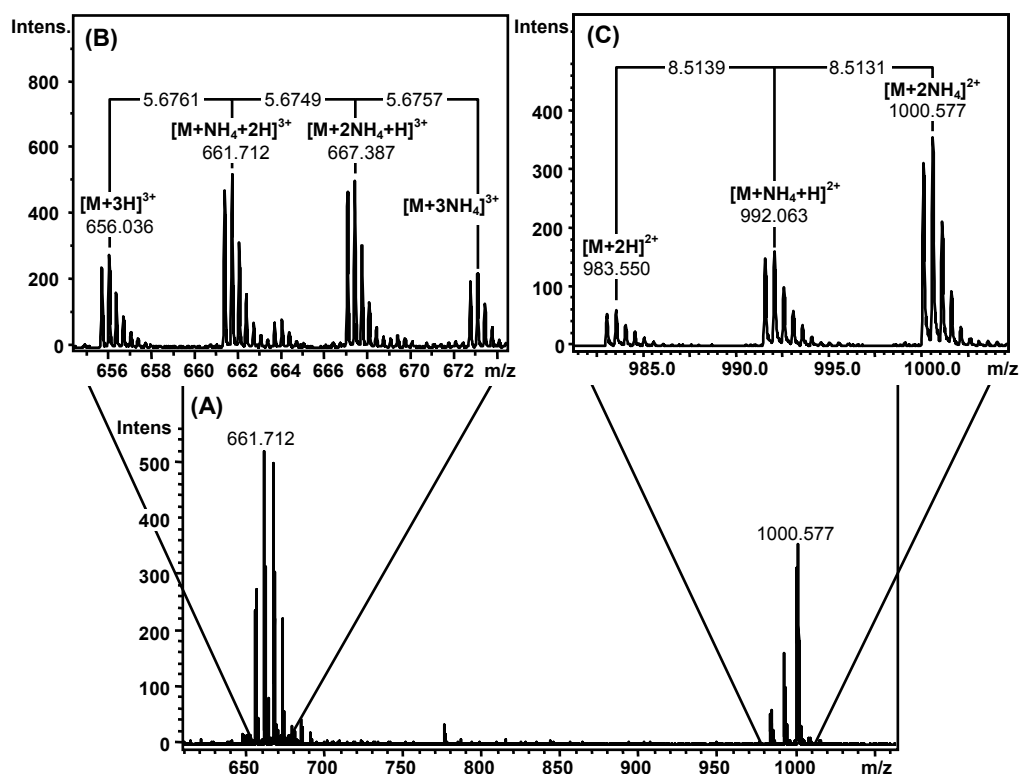 Intens.
(B)
800
600
400
200
0
5.6761
5.6749
5.6757
[M+NH₄+2H]³⁺
661.712
[M+2NH₄+H]³⁺
667.387
[M+3H]³⁺
656.036
[M+3NH₄]³⁺
656 658 660 662 664 666 668 670 672 m/z
Intens.
(C)
400
300
200
100
0
8.5139
8.5131
[M+2NH₄]²⁺
1000.577
[M+NH₄+H]²⁺
992.063
[M+2H]²⁺
983.550
985.0 990.0 995.0 1000.0 m/z
(A)
Intens
500
400
300
200
100
0
661.712
1000.577
650 700 750 800 850 900 950 1000 m/z